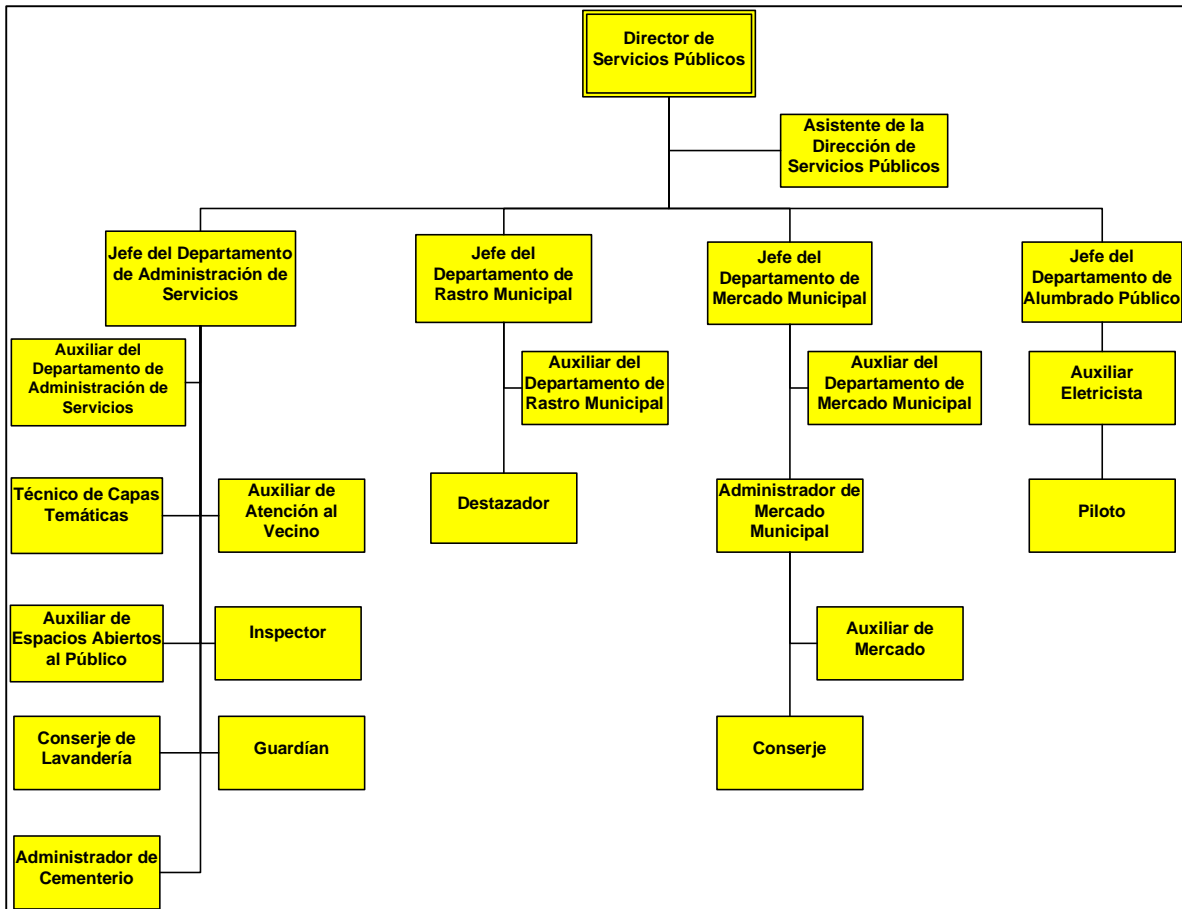 Director de
Servicios Públicos
Asistente de la
Dirección de
Servicios Públicos
Jefe del Departamento
de Administración de
Servicios
Jefe del
Departamento de
Rastro Municipal
Jefe del
Departamento de
Mercado Municipal
Jefe del
Departamento de
Alumbrado Público
Auxiliar del
Departamento de
Administración de
Servicios
Auxiliar del
Departamento de
Rastro Municipal
Auxliar del
Departamento de
Mercado Municipal
Auxiliar
Eletricista
Técnico de Capas
Temáticas
Auxiliar de
Atención al
Vecino
Destazador
Administrador de
Mercado
Municipal
Piloto
Auxiliar de
Espacios Abiertos
al Público
Inspector
Auxiliar de
Mercado
Conserje de
Lavandería
Guardían
Conserje
Administrador de
Cementerio